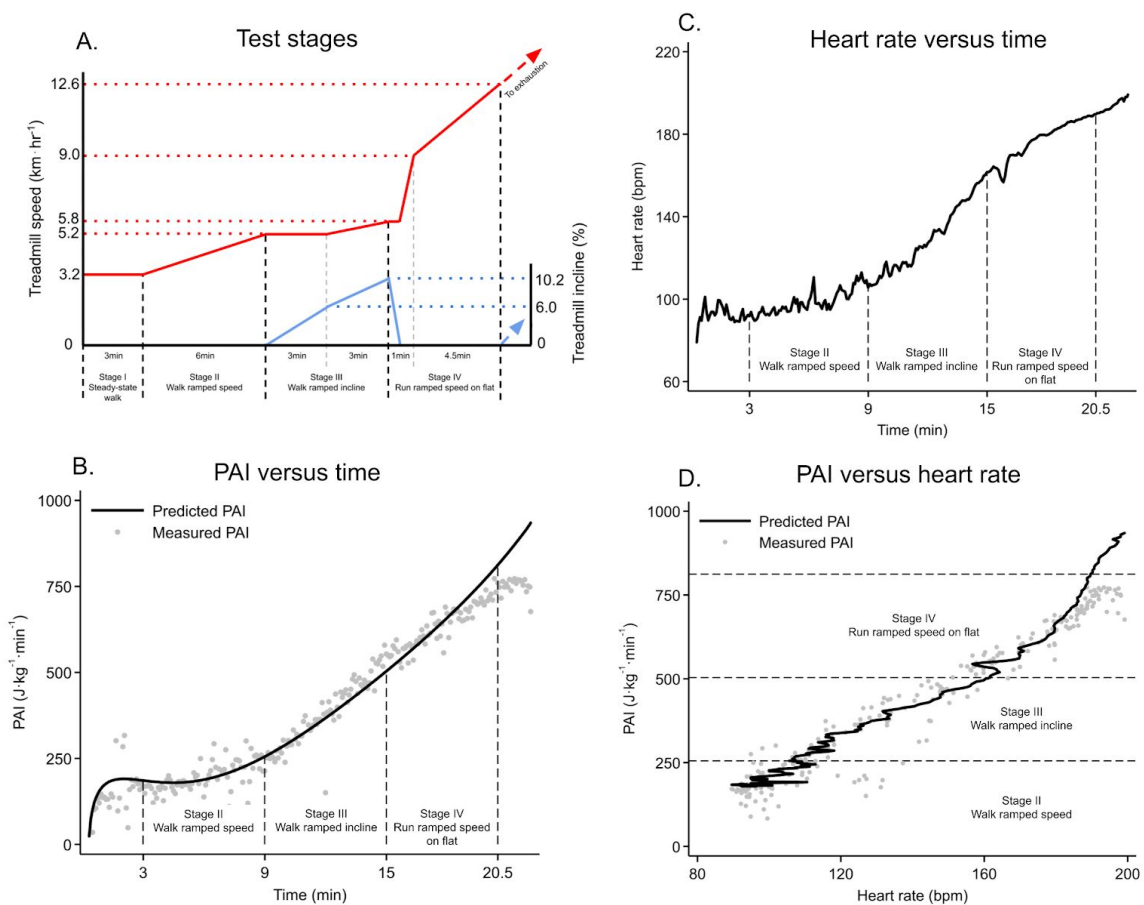 A.
Test stages
Treadmill speed (km·hr⁻¹)
12.6
9.0
5.8
5.2
3.2
0
To exhaustion
Treadmill incline (%)
10.2
6.0
0
3min
6min
3min
3min
1min
4.5min
Stage I
Steady-state
walk
Stage II
Walk ramped speed
Stage III
Walk ramped incline
Stage IV
Run ramped speed on flat
C.
Heart rate versus time
Heart rate (bpm)
220
180
140
100
60
Stage II
Walk ramped speed
Stage III
Walk ramped incline
Stage IV
Run ramped speed
on flat
3
9
15
20.5
Time (min)
B.
PAI versus time
PAI (J·kg⁻¹·min⁻¹)
1000
750
500
250
0
Predicted PAI
Measured PAI
Stage II
Walk ramped speed
Stage III
Walk ramped incline
Stage IV
Run ramped speed
on flat
3
9
15
20.5
Time (min)
D.
PAI versus heart rate
PAI (J·kg⁻¹·min⁻¹)
1000
750
500
250
0
Predicted PAI
Measured PAI
Stage IV
Run ramped speed on flat
Stage III
Walk ramped incline
Stage II
Walk ramped speed
80
120
160
200
Heart rate (bpm)